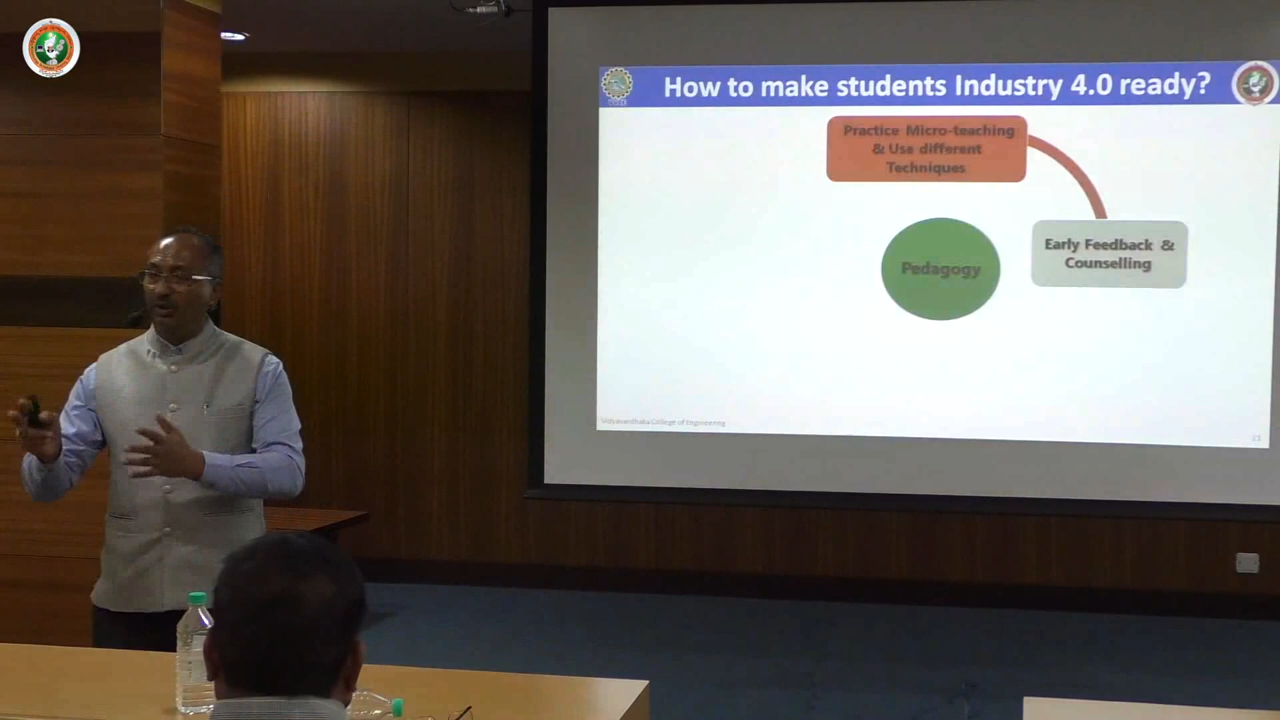 How to make students Industry 4.0 ready?
Practice Micro-teaching
& Use different
Techniques
Early Feedback &
Counselling
Pedagogy
Vidyavardhaka College of Engineering